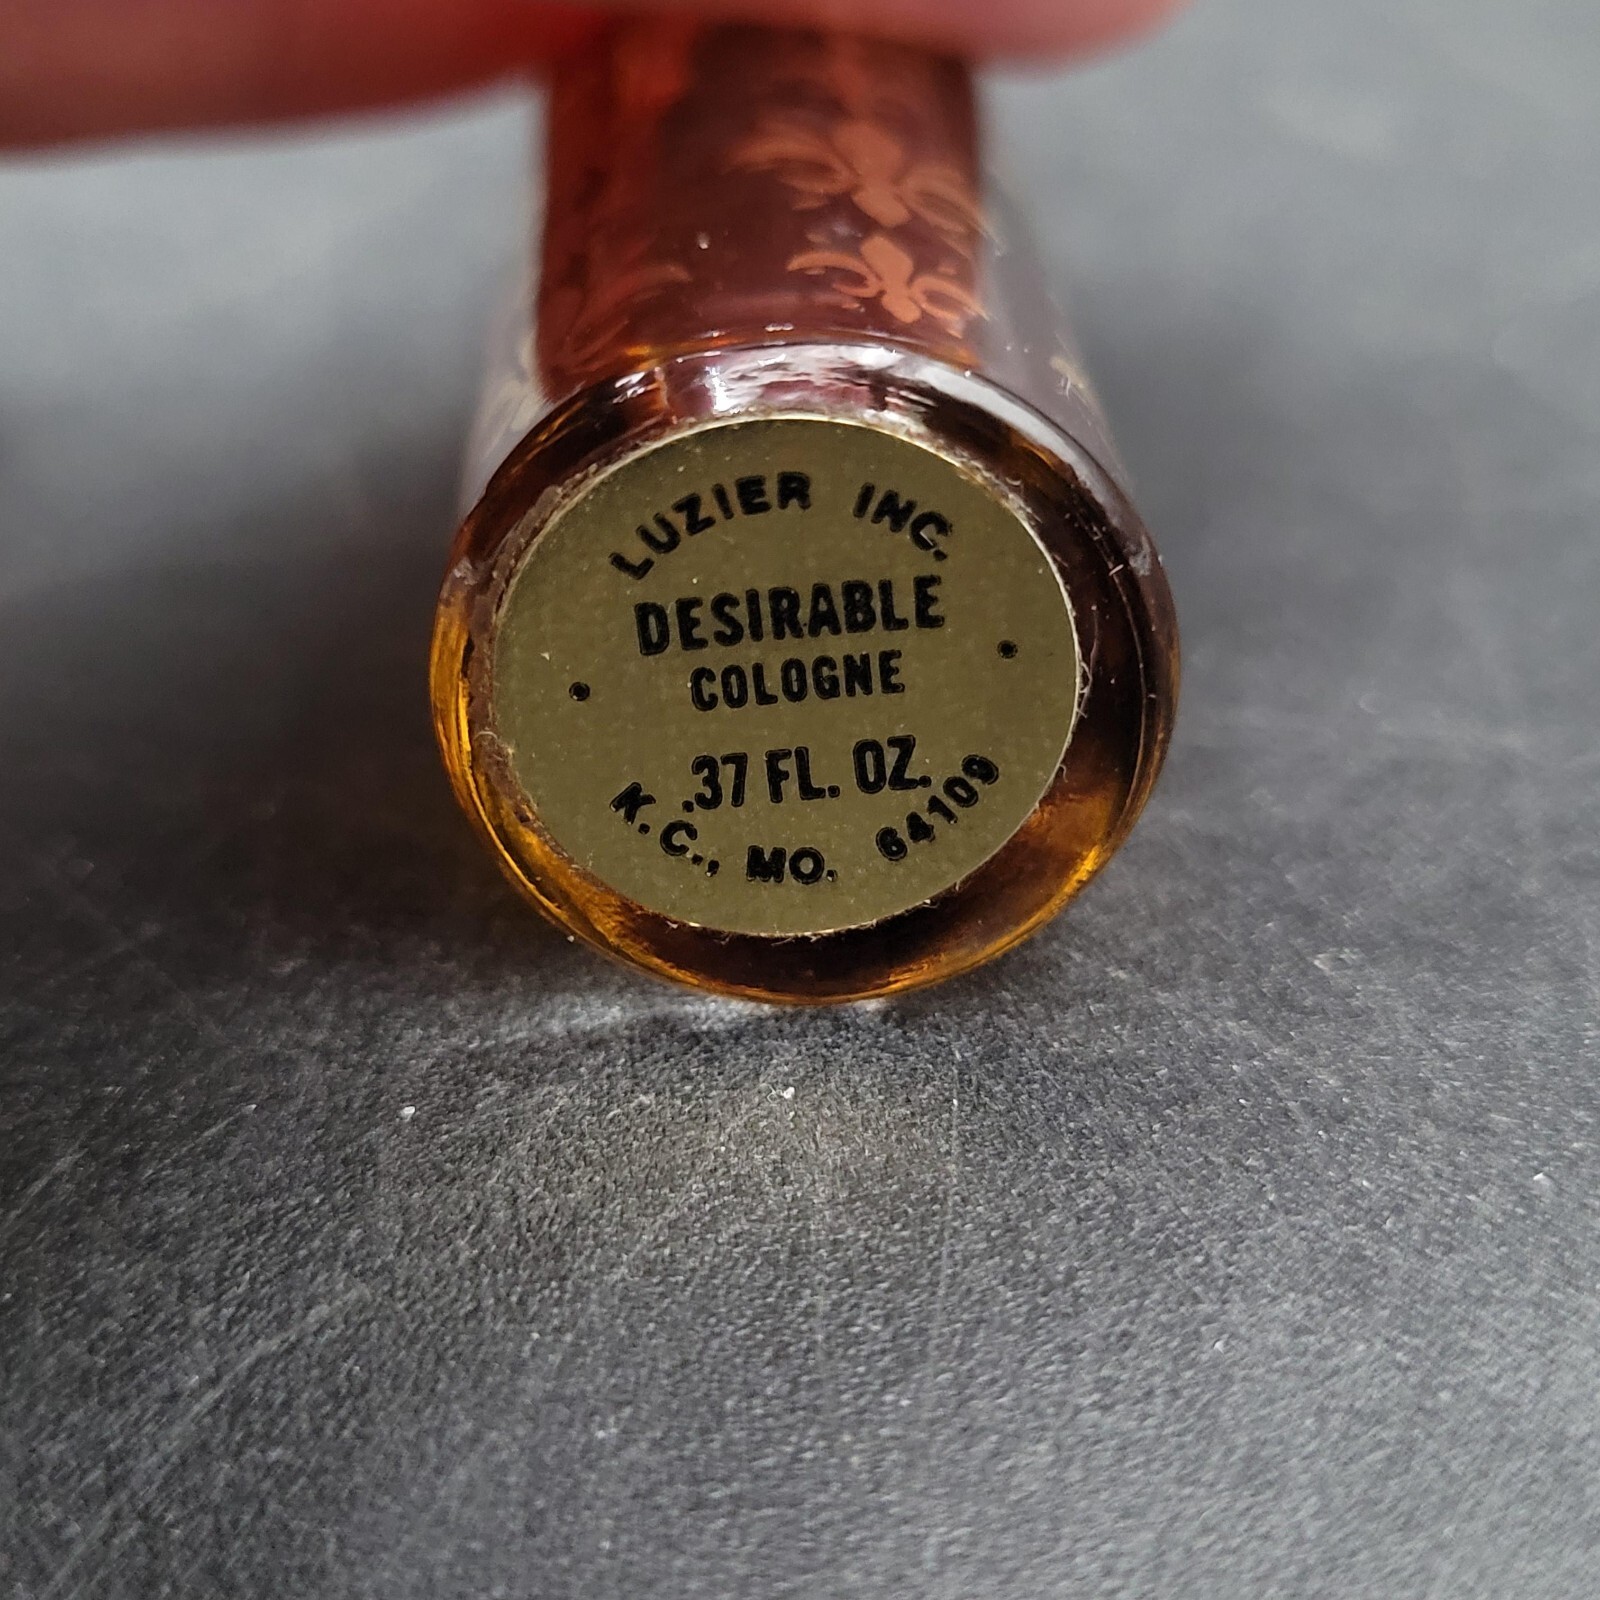 LUZIER INC.
DESIRABLE
COLOGNE
.37 FL. OZ.
K.C., MO. 64109